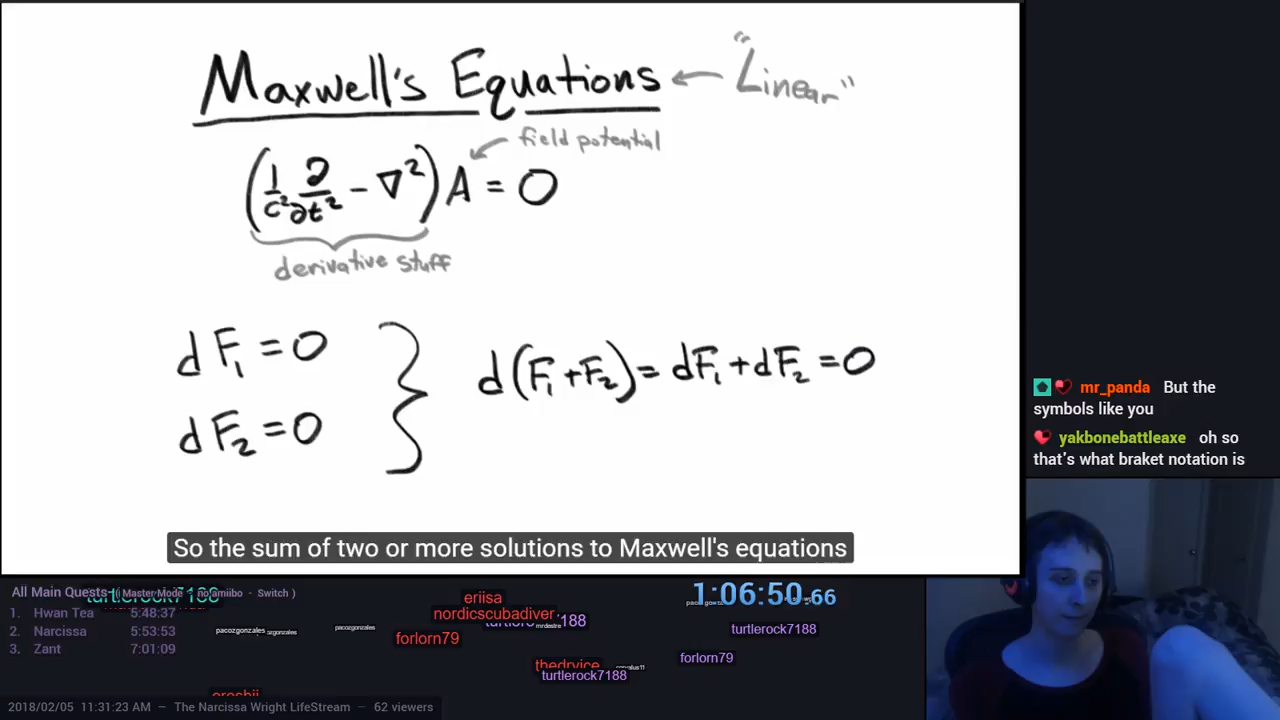 Maxwell's Equations ← "Linear"
field potential
(1/c² ∂/∂t² − ∇²) A = 0
derivative stuff
dF₁ = 0
d(F₁+F₂) = dF₁ + dF₂ = 0
dF₂ = 0
So the sum of two or more solutions to Maxwell's equations
mr_panda But the
symbols like you
yakbonebattleaxe oh so
that's what braket notation is
All Main Quests ( Master Mode · no amiibo · Switch )
turtlerock7188
1. Hwan Tea 5:48:37
2. Narcissa 5:53:53
3. Zant 7:01:09
1:06:50.66
eriisa
nordicscubadiver
188
pacozgonzales
forlorn79
turtlerock7188
forlorn79
thedrvice
turtlerock7188
2018/02/05 11:31:23 AM — The Narcissa Wright LifeStream — 62 viewers